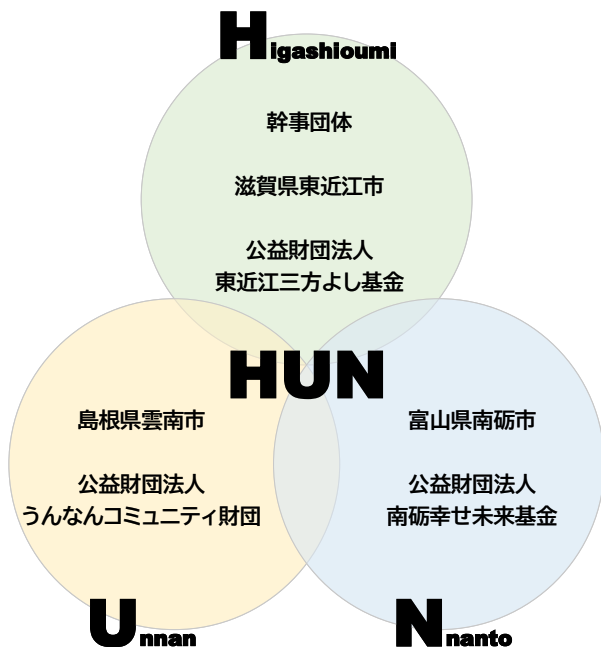 Higashioumi
幹事団体
滋賀県東近江市
公益財団法人
東近江三方よし基金
HUN
島根県雲南市
公益財団法人
うんなんコミュニティ財団
富山県南砺市
公益財団法人
南砺幸せ未来基金
Unnan
Nnanto